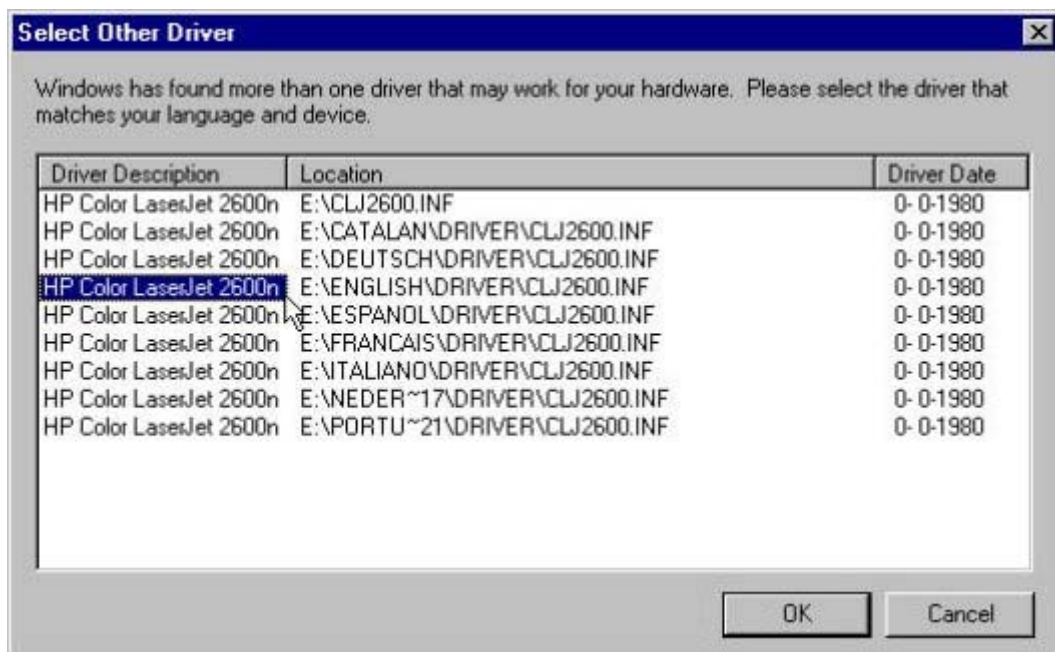 Select Other Driver
Windows has found more than one driver that may work for your hardware. Please select the driver that
matches your language and device.
Driver Description Location Driver Date
HP Color LaserJet 2600n E:\CLJ2600.INF 0- 0-1980
HP Color LaserJet 2600n E:\CATALAN\DRIVER\CLJ2600.INF 0- 0-1980
HP Color LaserJet 2600n E:\DEUTSCH\DRIVER\CLJ2600.INF 0- 0-1980
HP Color LaserJet 2600n E:\ENGLISH\DRIVER\CLJ2600.INF 0- 0-1980
HP Color LaserJet 2600n E:\ESPANOL\DRIVER\CLJ2600.INF 0- 0-1980
HP Color LaserJet 2600n E:\FRANCAIS\DRIVER\CLJ2600.INF 0- 0-1980
HP Color LaserJet 2600n E:\ITALIANO\DRIVER\CLJ2600.INF 0- 0-1980
HP Color LaserJet 2600n E:\NEDER~17\DRIVER\CLJ2600.INF 0- 0-1980
HP Color LaserJet 2600n E:\PORTU~21\DRIVER\CLJ2600.INF 0- 0-1980
OK Cancel